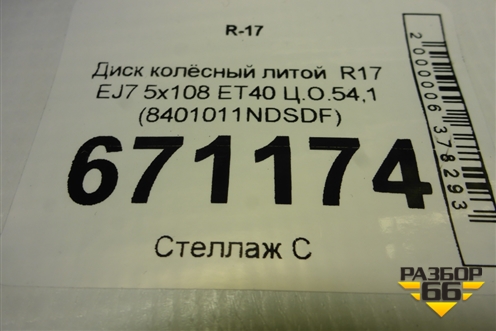 R-17
Диск колёсный литой R17
EJ7 5x108 ET40 Ц.О.54,1
(8401011NDSDF)
671174
Стеллаж С
2000006378293
РАЗБОР
66